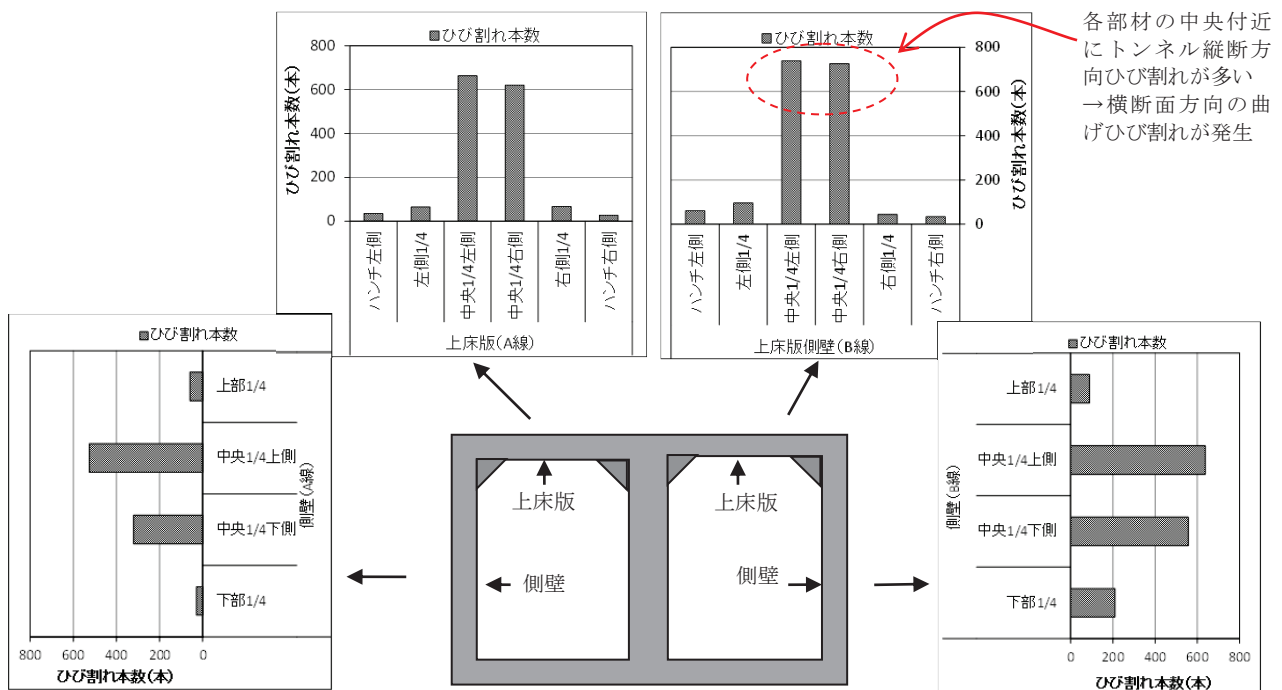 ひび割れ本数
800
600
400
200
0
ひび割れ本数(本)
ハンチ左側
左側1/4
中央1/4左側
中央1/4右側
右側1/4
ハンチ右側
上床版(A線)
ひび割れ本数
800
600
400
200
0
ひび割れ本数(本)
ハンチ左側
左側1/4
中央1/4左側
中央1/4右側
右側1/4
ハンチ右側
上床版側壁(B線)
各部材の中央付近
にトンネル縦断方
向ひび割れが多い
→横断面方向の曲
げひび割れが発生
ひび割れ本数
上部1/4
中央1/4上側
中央1/4下側
下部1/4
側壁(A線)
800 600 400 200 0
ひび割れ本数(本)
上床版
上床版
側壁
側壁
ひび割れ本数
上部1/4
中央1/4上側
中央1/4下側
下部1/4
側壁(B線)
0 200 400 600 800
ひび割れ本数(本)